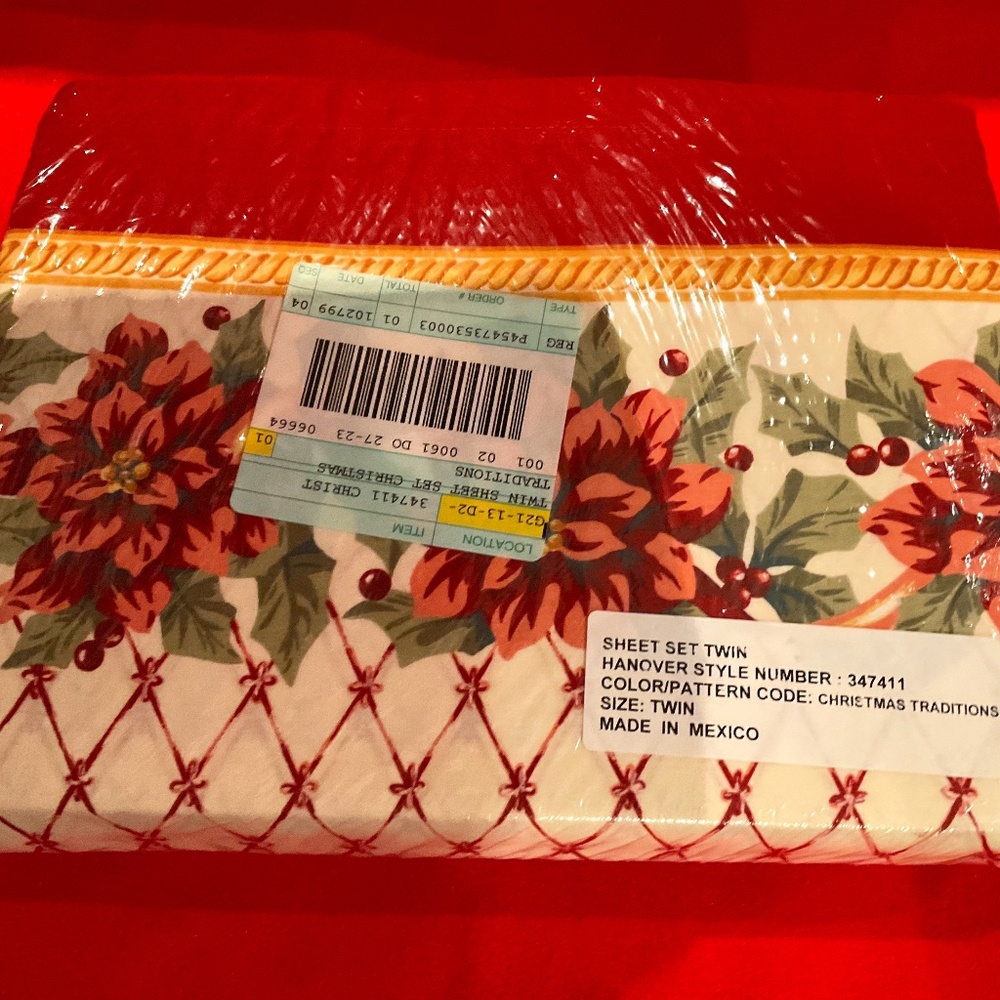 LOCATION ITEM
G21-13-D2- 347411 CHRIST
TWIN SHEET SET CHRISTMAS
TRADITIONS
01
001 02 0061 DO 27-23 06664
REG P45473530003 01 102799 04
TYPE ORDER # TOTAL DATE SEQ
SHEET SET TWIN
HANOVER STYLE NUMBER : 347411
COLOR/PATTERN CODE: CHRISTMAS TRADITIONS
SIZE: TWIN
MADE IN MEXICO